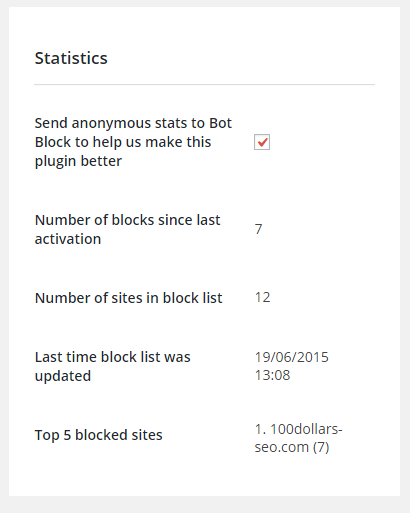 Statistics
Send anonymous stats to Bot
Block to help us make this
plugin better
Number of blocks since last
activation
7
Number of sites in block list
12
Last time block list was
updated
19/06/2015
13:08
Top 5 blocked sites
1. 100dollars-
seo.com (7)